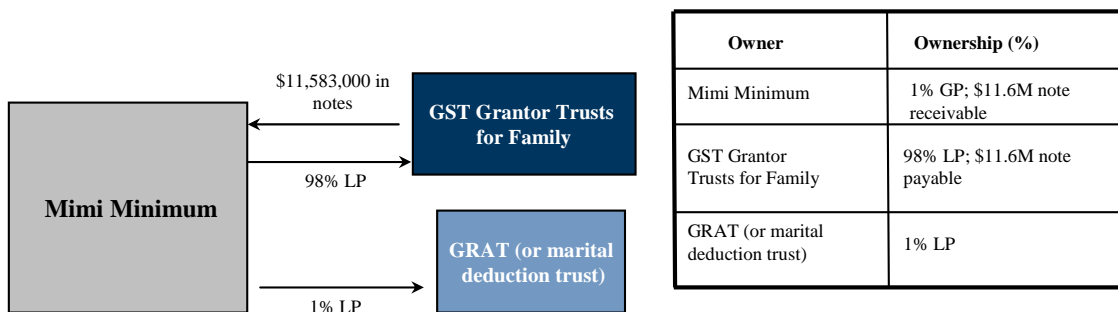 $11,583,000 in
notes
GST Grantor Trusts
for Family
98% LP
Mimi Minimum
GRAT (or marital
deduction trust)
1% LP
Owner
Ownership (%)
Mimi Minimum
1% GP; $11.6M note
receivable
GST Grantor
Trusts for Family
98% LP; $11.6M note
payable
GRAT (or marital
deduction trust)
1% LP